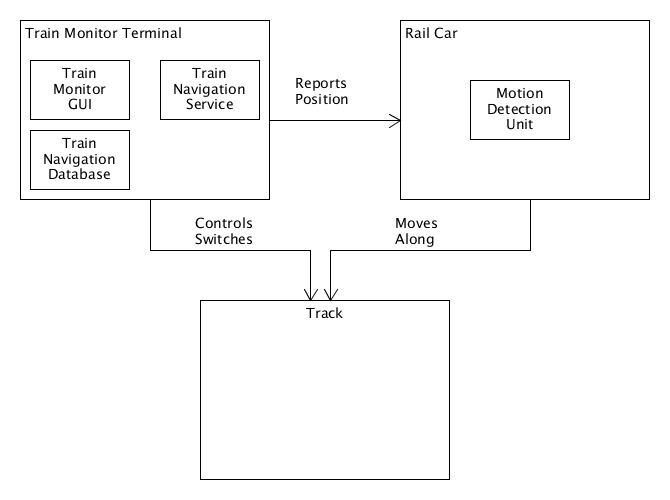 Train Monitor Terminal
Train
Monitor
GUI
Train
Navigation
Service
Train
Navigation
Database
Reports
Position
Rail Car
Motion
Detection
Unit
Controls
Switches
Moves
Along
Track